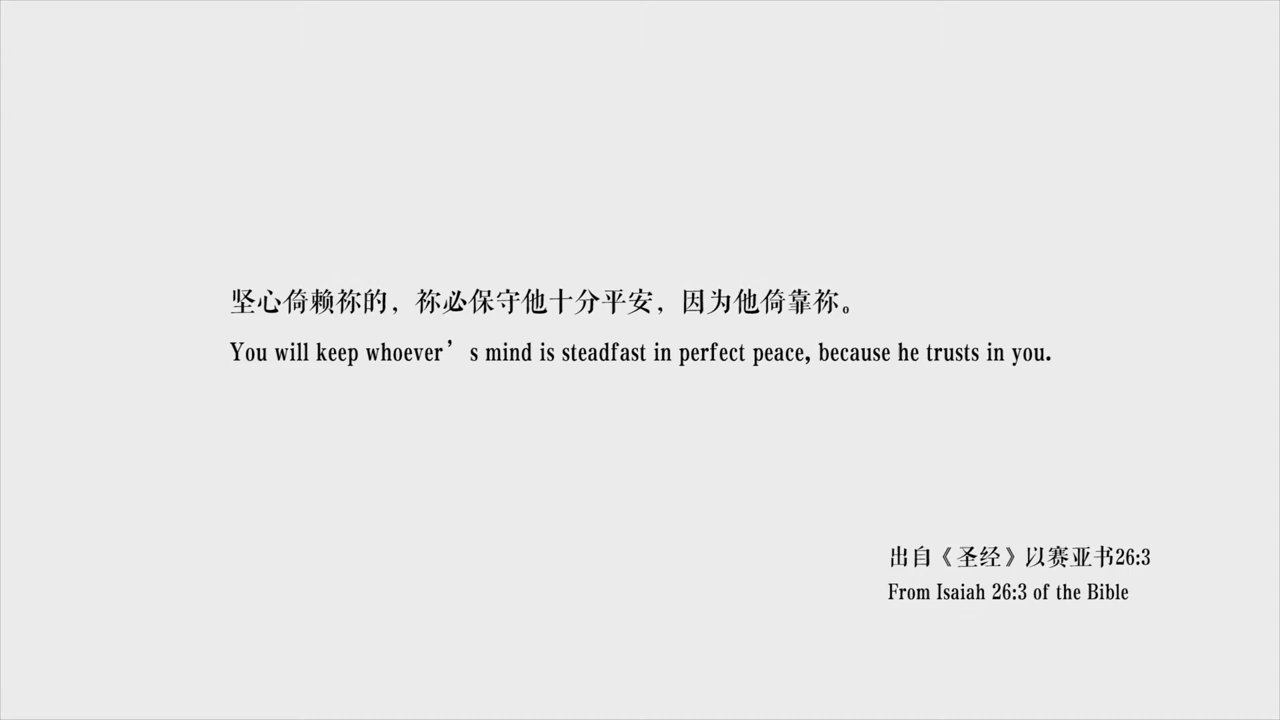 坚心倚赖祢的，祢必保守他十分平安，因为他倚靠祢。
You will keep whoever’s mind is steadfast in perfect peace, because he trusts in you.
出自《圣经》以赛亚书26:3
From Isaiah 26:3 of the Bible